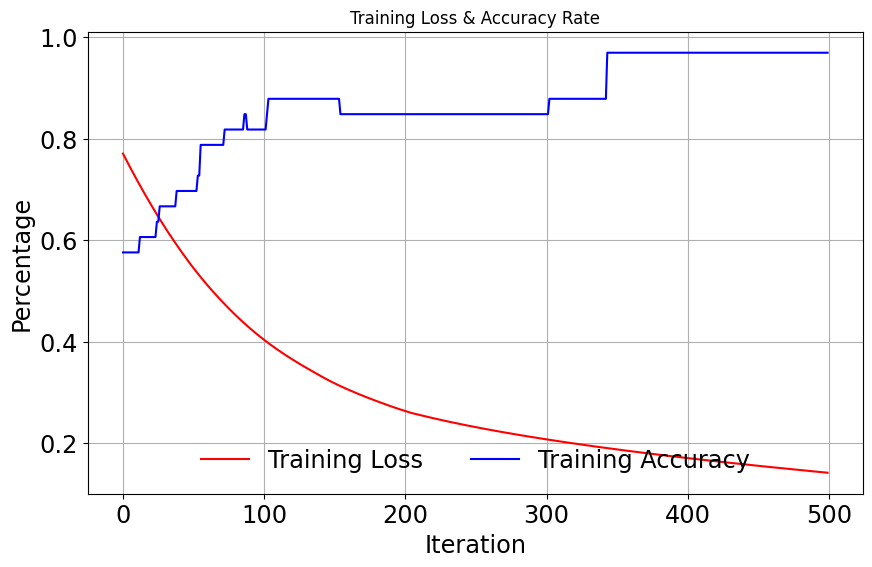 Training Loss & Accuracy Rate
1.0
0.8
0.6
0.4
0.2
Percentage
Training Loss
Training Accuracy
0 100 200 300 400 500
Iteration